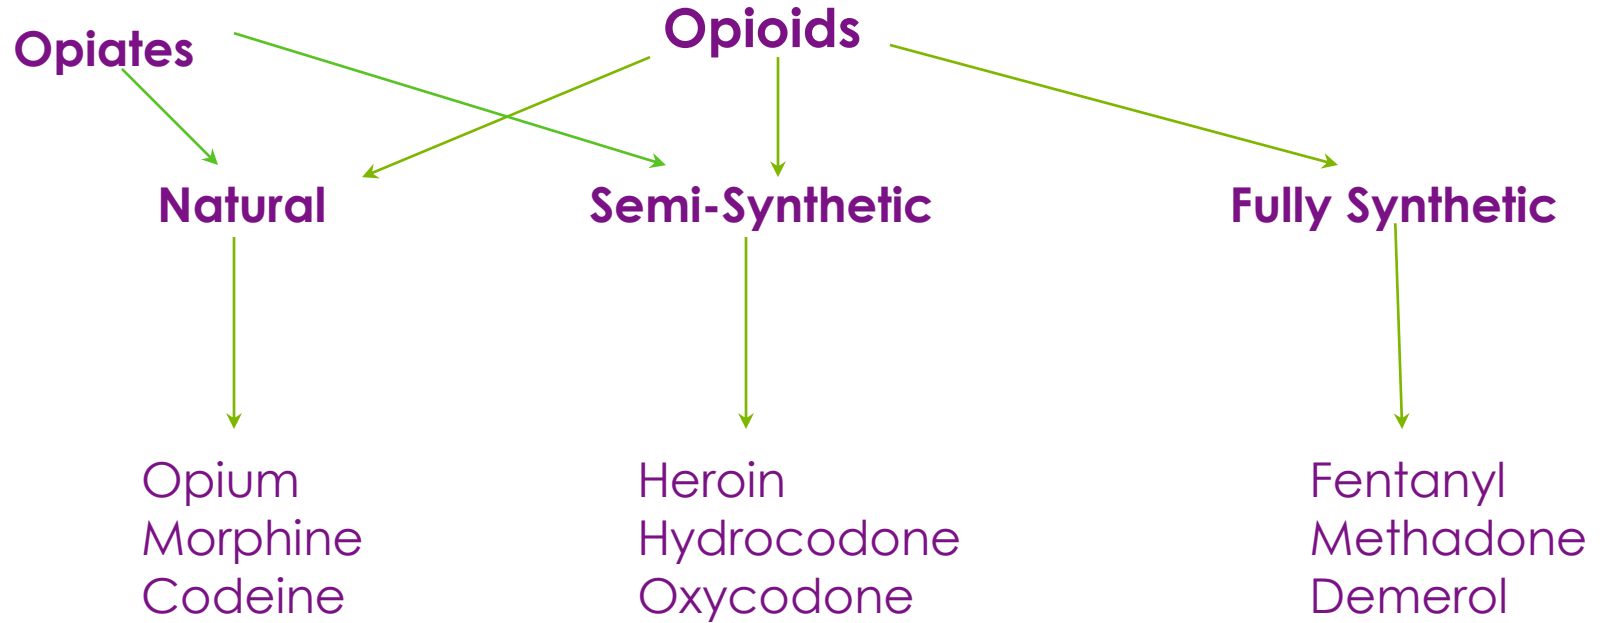 Opioids
Opiates
Natural
Semi-Synthetic
Fully Synthetic
Opium
Morphine
Codeine
Heroin
Hydrocodone
Oxycodone
Fentanyl
Methadone
Demerol